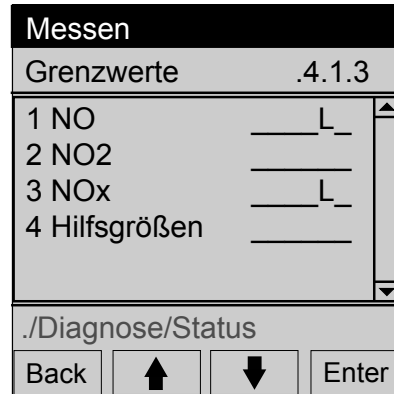 Messen
Grenzwerte .4.1.3
1 NO ____L_
2 NO2 ______
3 NOx ____L_
4 Hilfsgrößen ______
./Diagnose/Status
Back Enter